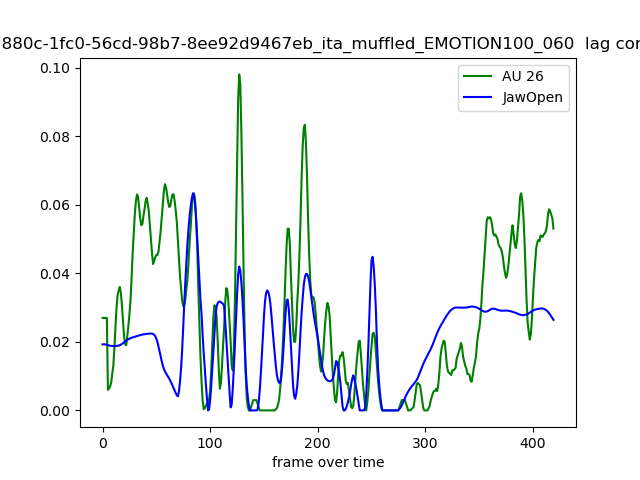 880c-1fc0-56cd-98b7-8ee92d9467eb_ita_muffled_EMOTION100_060 lag
AU 26
JawOpen
0.10
0.08
0.06
0.04
0.02
0.00
0 100 200 300 400
frame over time